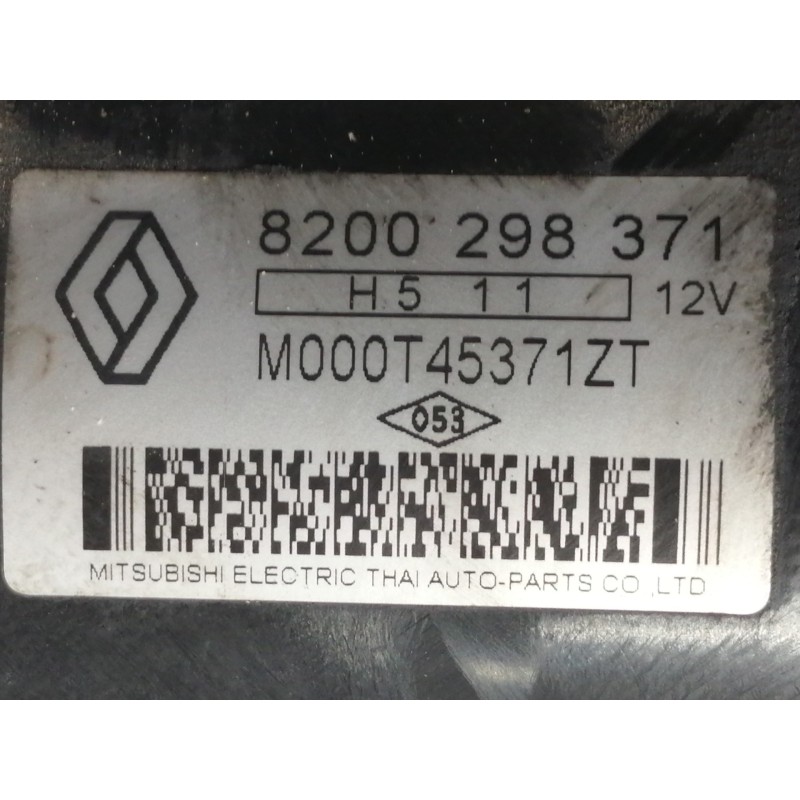 8200 298 371
H5 11 12V
M000T45371ZT
053
MITSUBISHI ELECTRIC THAI AUTO-PARTS CO.,LTD